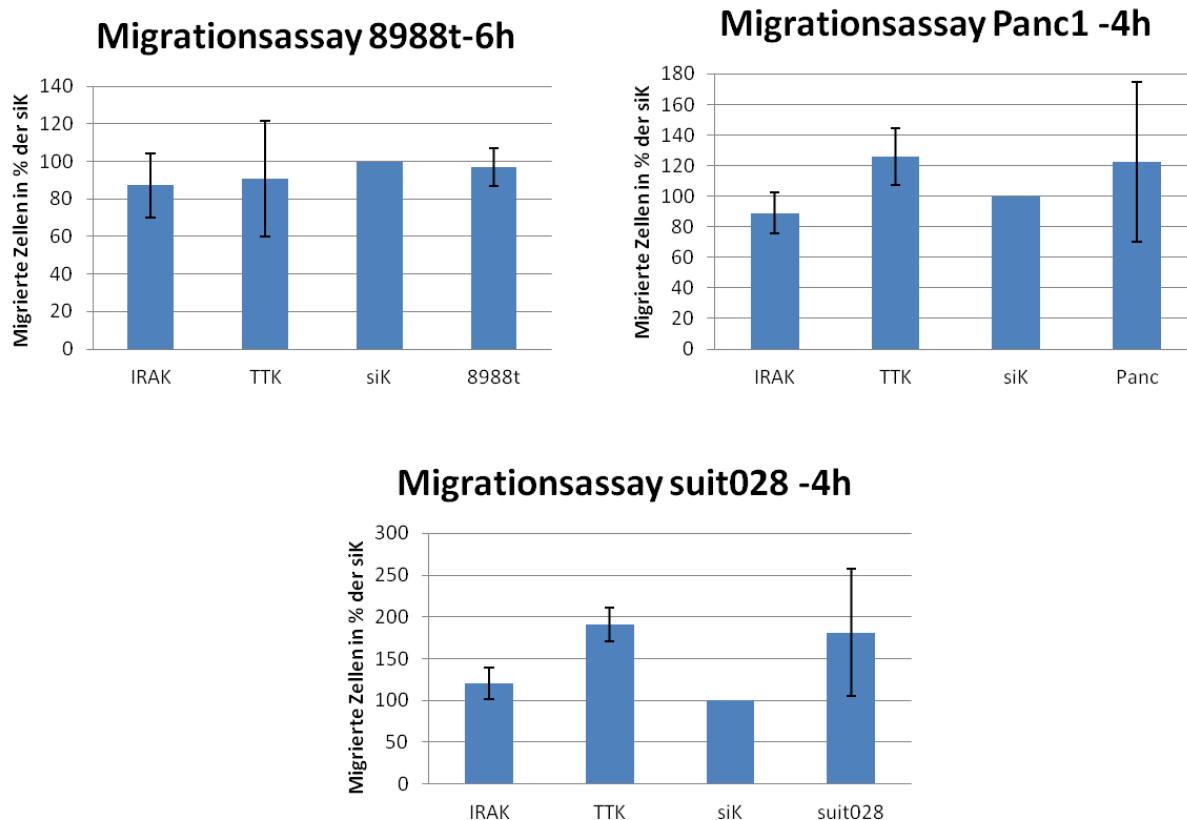 Migrationsassay 8988t-6h
Migrierte Zellen in % der siK
140
120
100
80
60
40
20
0
IRAK TTK siK 8988t
Migrationsassay Panc1 -4h
Migrierte Zellen in % der siK
180
160
140
120
100
80
60
40
20
0
IRAK TTK siK Panc
Migrationsassay suit028 -4h
Migrierte Zellen in % der siK
300
250
200
150
100
50
0
IRAK TTK siK suit028